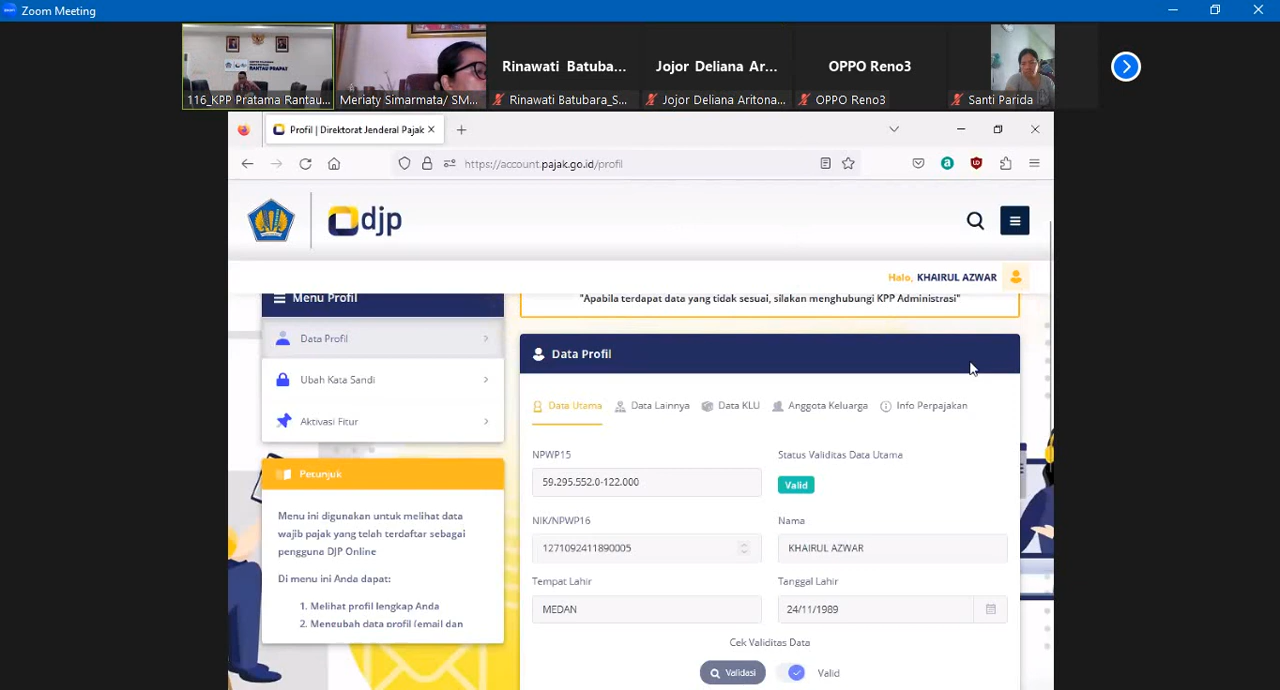 Zoom Meeting
RANTAU PRAPAT
116_KPP Pratama Rantau...
Meriaty Simarmata/ SM...
Rinawati Batuba...
Rinawati Batubara_S...
Jojor Deliana Ar...
Jojor Deliana Aritona...
OPPO Reno3
OPPO Reno3
Santi Parida
Profil | Direktorat Jenderal Pajak
https://account.pajak.go.id/profil
djp
Halo, KHAIRUL AZWAR
Menu Profil
Data Profil
Ubah Kata Sandi
Aktivasi Fitur
Petunjuk
Menu ini digunakan untuk melihat data
wajib pajak yang telah terdaftar sebagai
pengguna DJP Online
Di menu ini Anda dapat:
1. Melihat profil lengkap Anda
2. Mengubah data profil (email dan
"Apabila terdapat data yang tidak sesuai, silakan menghubungi KPP Administrasi"
Data Profil
Data Utama Data Lainnya Data KLU Anggota Keluarga Info Perpajakan
NPWP15
59.295.552.0-122.000
Status Validitas Data Utama
Valid
NIK/NPWP16
1271092411890005
Nama
KHAIRUL AZWAR
Tempat Lahir
MEDAN
Tanggal Lahir
24/11/1989
Cek Validitas Data
Validasi
Valid